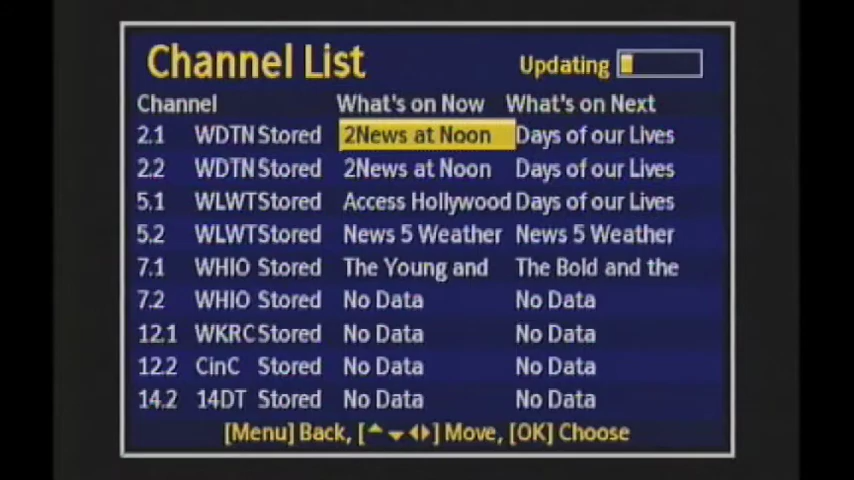 Channel List Updating
Channel What's on Now What's on Next
2.1 WDTN Stored 2News at Noon Days of our Lives
2.2 WDTN Stored 2News at Noon Days of our Lives
5.1 WLWT Stored Access Hollywood Days of our Lives
5.2 WLWT Stored News 5 Weather News 5 Weather
7.1 WHIO Stored The Young and The Bold and the
7.2 WHIO Stored No Data No Data
12.1 WKRC Stored No Data No Data
12.2 CinC Stored No Data No Data
14.2 14DT Stored No Data No Data
[Menu] Back, [▲▼◀▶] Move, [OK] Choose